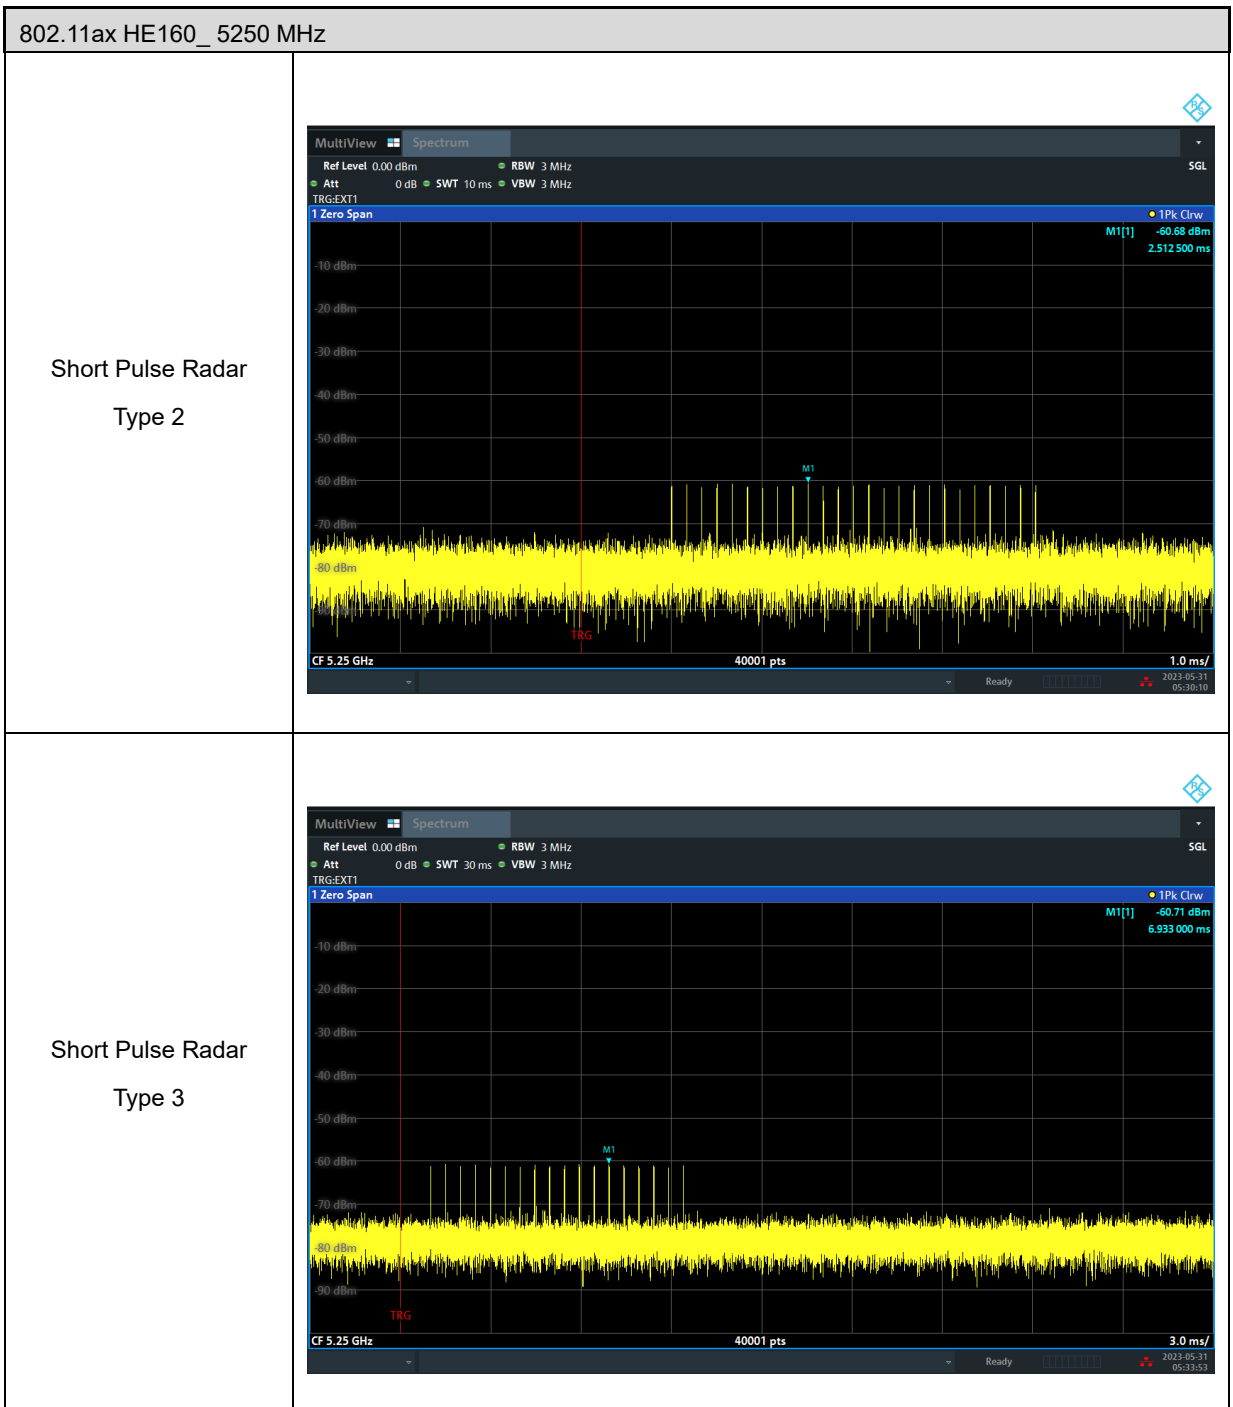 802.11ax HE160_ 5250 MHz
Short Pulse Radar
Type 2
R S
MultiView Spectrum
Ref Level 0.00 dBm RBW 3 MHz SGL
Att 0 dB SWT 10 ms VBW 3 MHz
TRG:EXT1
1 Zero Span 1Pk Clrw
M1[1] -60.68 dBm
2.512 500 ms
-10 dBm
-20 dBm
-30 dBm
-40 dBm
-50 dBm
M1
-60 dBm
-70 dBm
-80 dBm
TRG
CF 5.25 GHz 40001 pts 1.0 ms/
Ready 2023-05-31
05:30:10
Short Pulse Radar
Type 3
R S
MultiView Spectrum
Ref Level 0.00 dBm RBW 3 MHz SGL
Att 0 dB SWT 30 ms VBW 3 MHz
TRG:EXT1
1 Zero Span 1Pk Clrw
M1[1] -60.71 dBm
6.933 000 ms
-10 dBm
-20 dBm
-30 dBm
-40 dBm
-50 dBm
M1
-60 dBm
-70 dBm
-80 dBm
-90 dBm
TRG
CF 5.25 GHz 40001 pts 3.0 ms/
Ready 2023-05-31
05:33:53